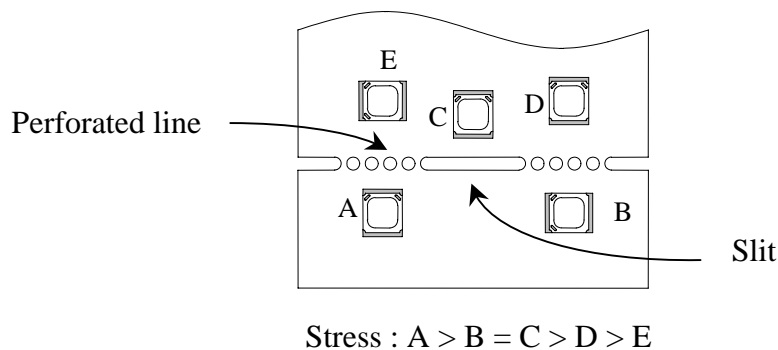 E
D
C
Perforated line
A
B
Slit
Stress : A > B = C > D > E